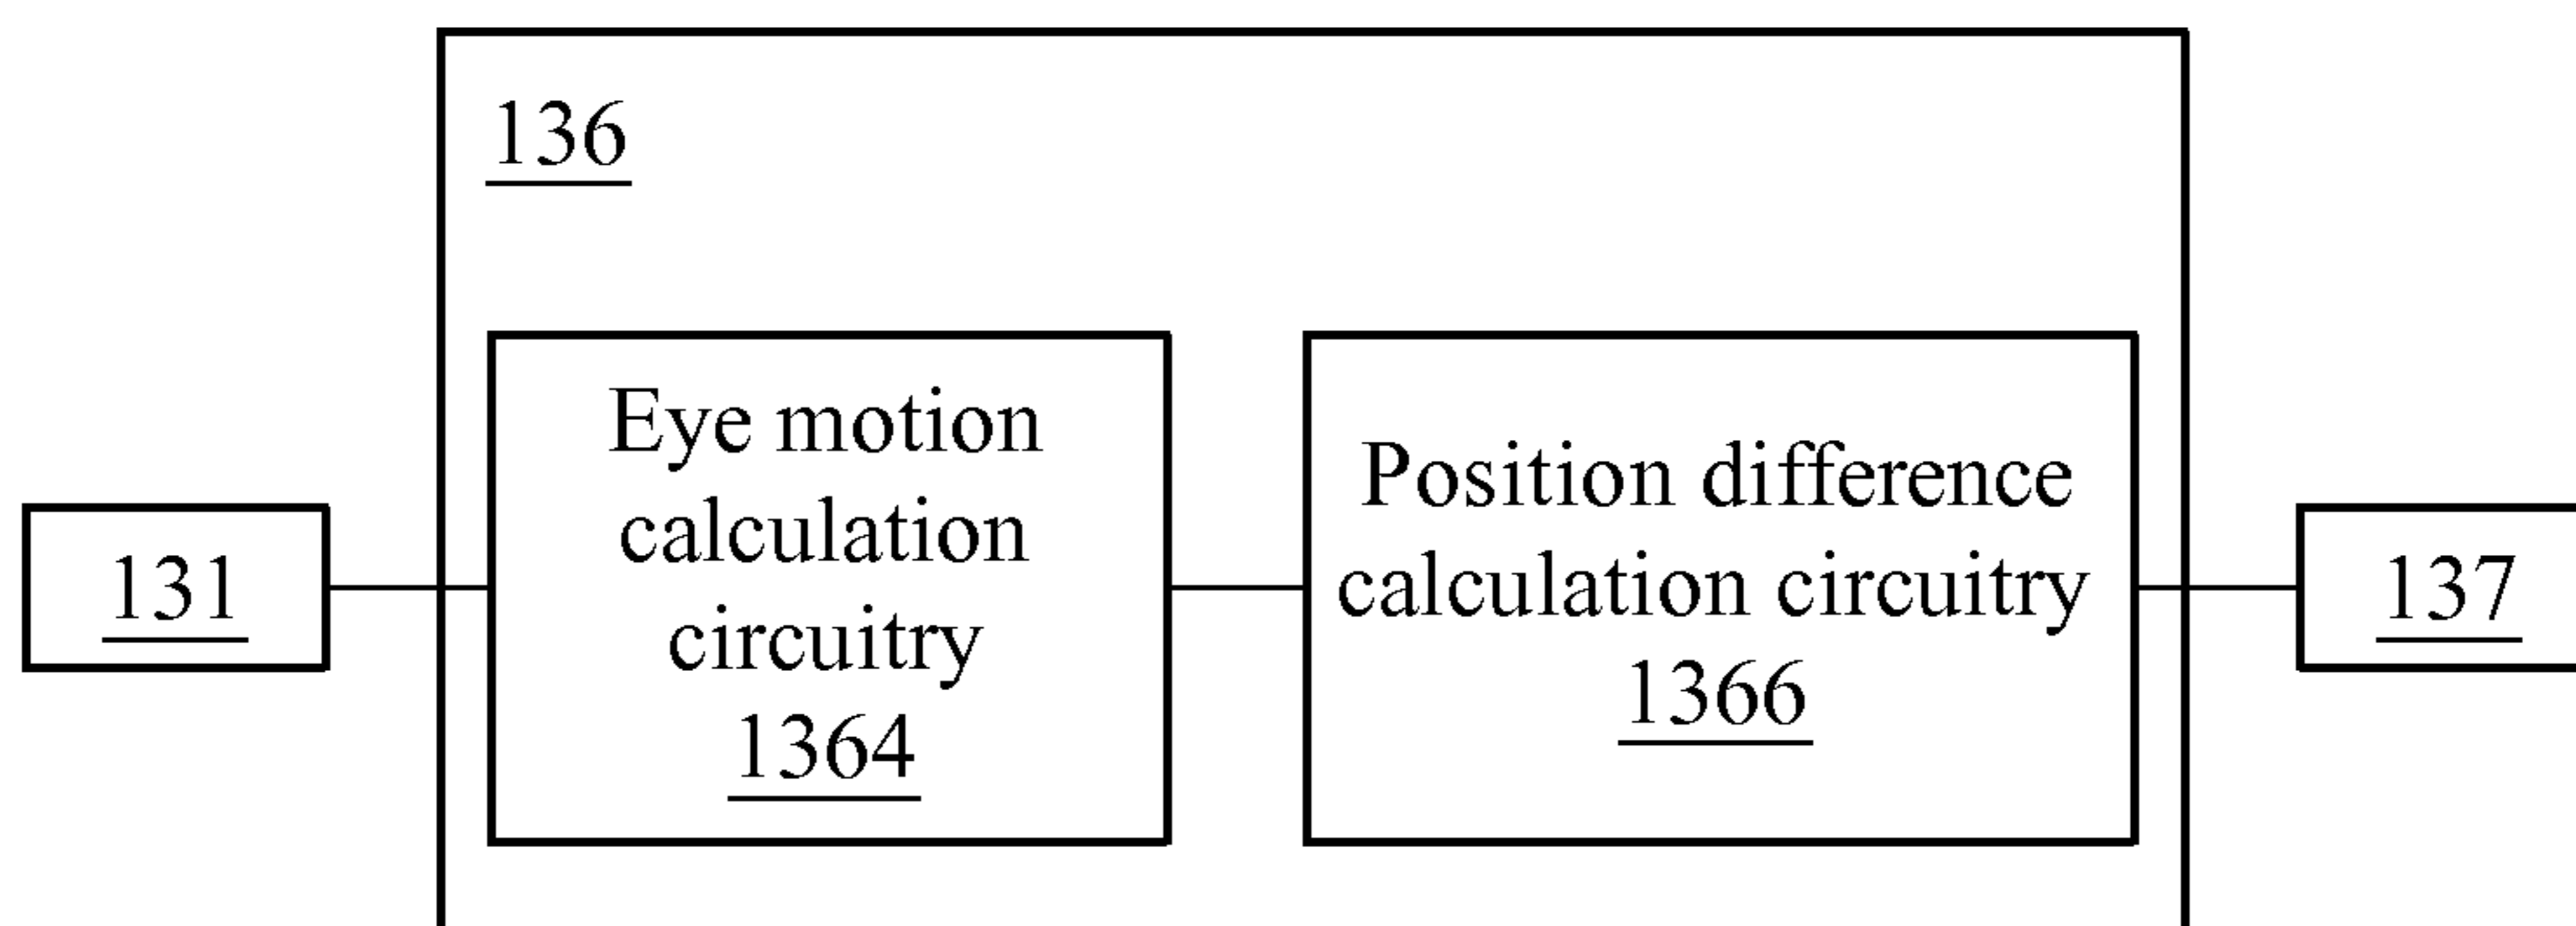 136
Eye motion
calculation
circuitry
1364
Position difference
calculation circuitry
1366
131
137